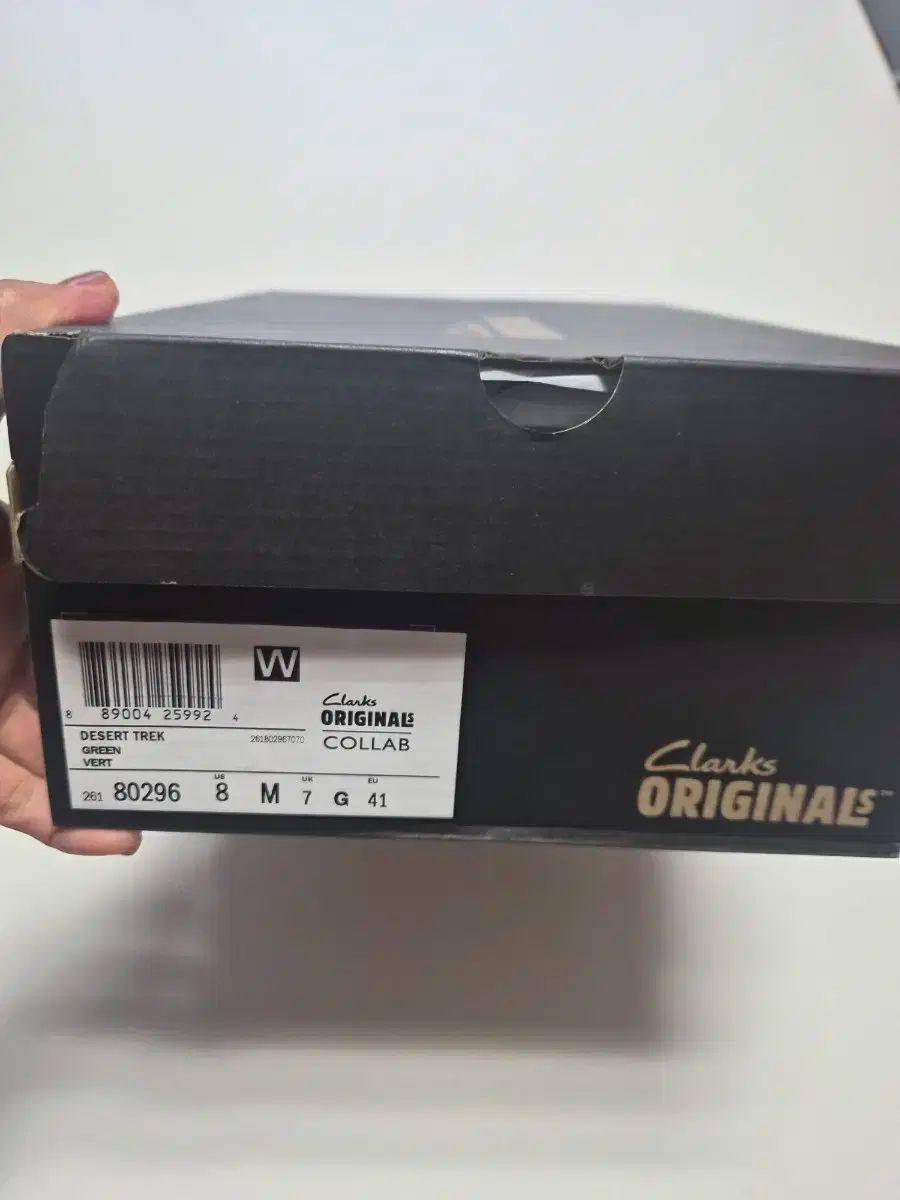 W
8 89004 25992 4
Clarks
ORIGINALS
COLLAB
DESERT TREK 261802967070
GREEN
VERT
US UK EU
261 80296 8 M 7 G 41
Clarks
ORIGINALS™